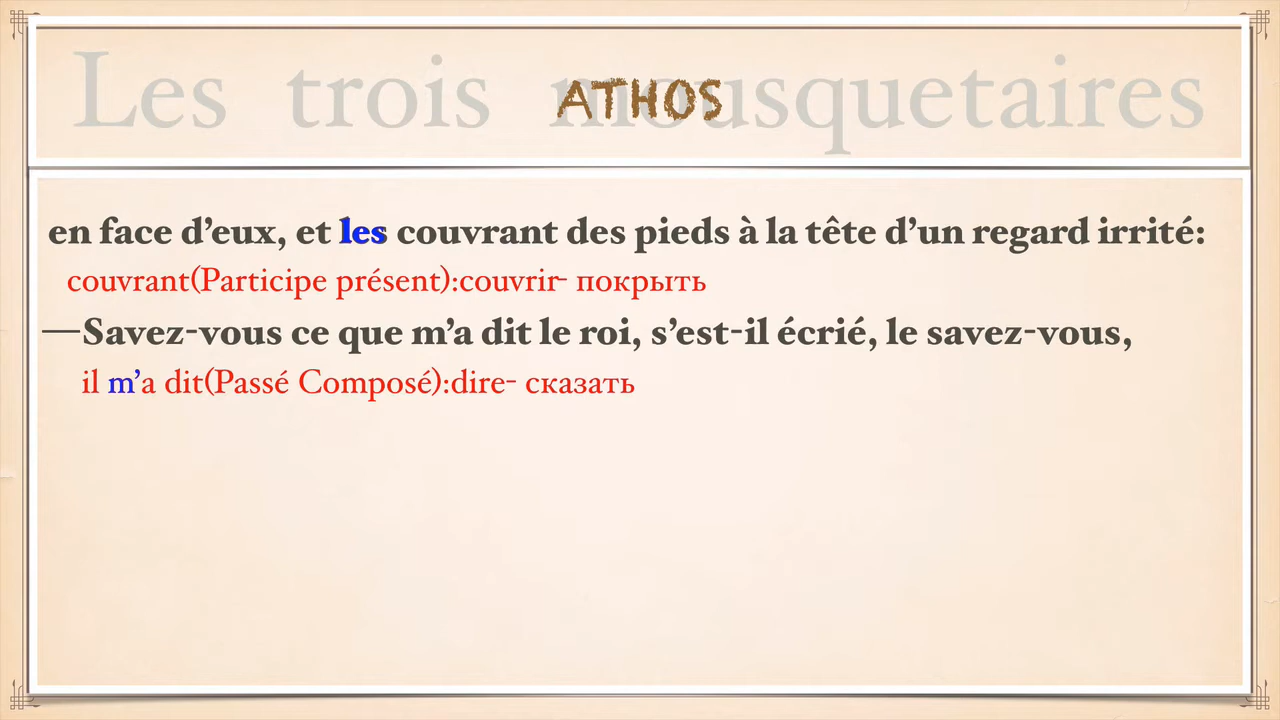 Les trois mousquetaires
ATHOS
en face d’eux, et les couvrant des pieds à la tête d’un regard irrité:
couvrant(Participe présent):couvrir- покрыть
—Savez-vous ce que m’a dit le roi, s’est-il écrié, le savez-vous,
il m’a dit(Passé Composé):dire- сказать